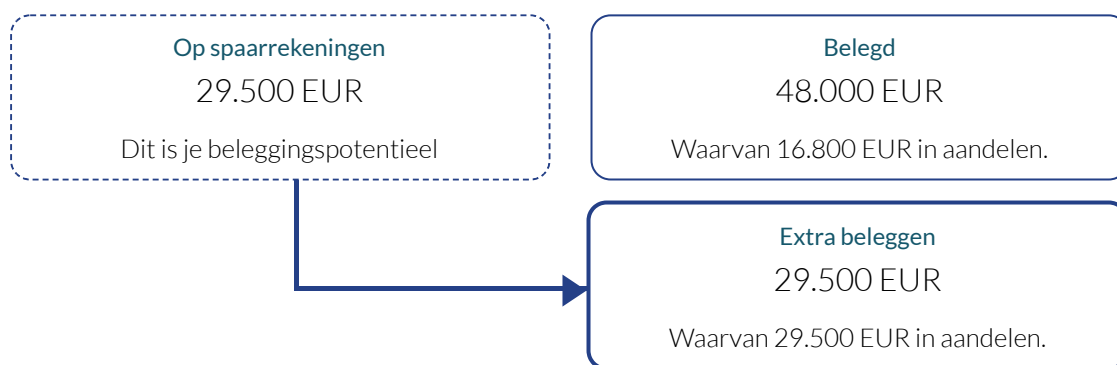 Op spaarrekeningen
29.500 EUR
Dit is je beleggingspotentieel
Belegd
48.000 EUR
Waarvan 16.800 EUR in aandelen.
Extra beleggen
29.500 EUR
Waarvan 29.500 EUR in aandelen.